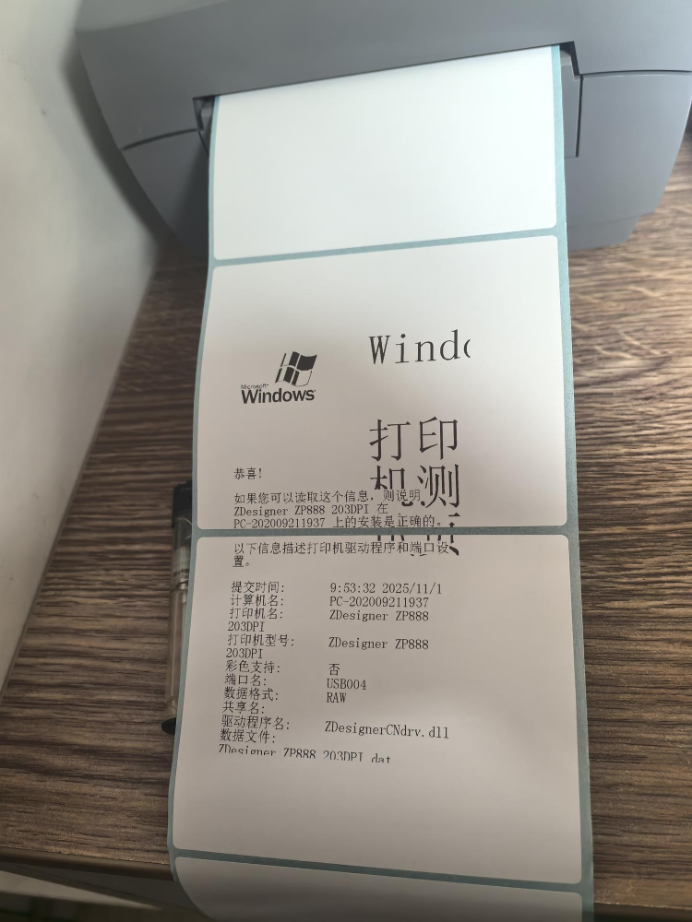 Windo
Microsoft
Windows
打印
机测
恭喜!
如果您可以读取这个信息，则说明
ZDesigner ZP888 203DPI 在
PC-202009211937 上的安装是正确的。
以下信息描述打印机驱动程序和端口设
置。
提交时间: 9:53:32 2025/11/1
计算机名: PC-202009211937
打印机名: ZDesigner ZP888
203DPI
打印机型号: ZDesigner ZP888
203DPI
彩色支持: 否
端口名: USB004
数据格式: RAW
共享名:
驱动程序名: ZDesignerCNdrv.dll
数据文件:
ZDesigner ZP888 203DPI dat